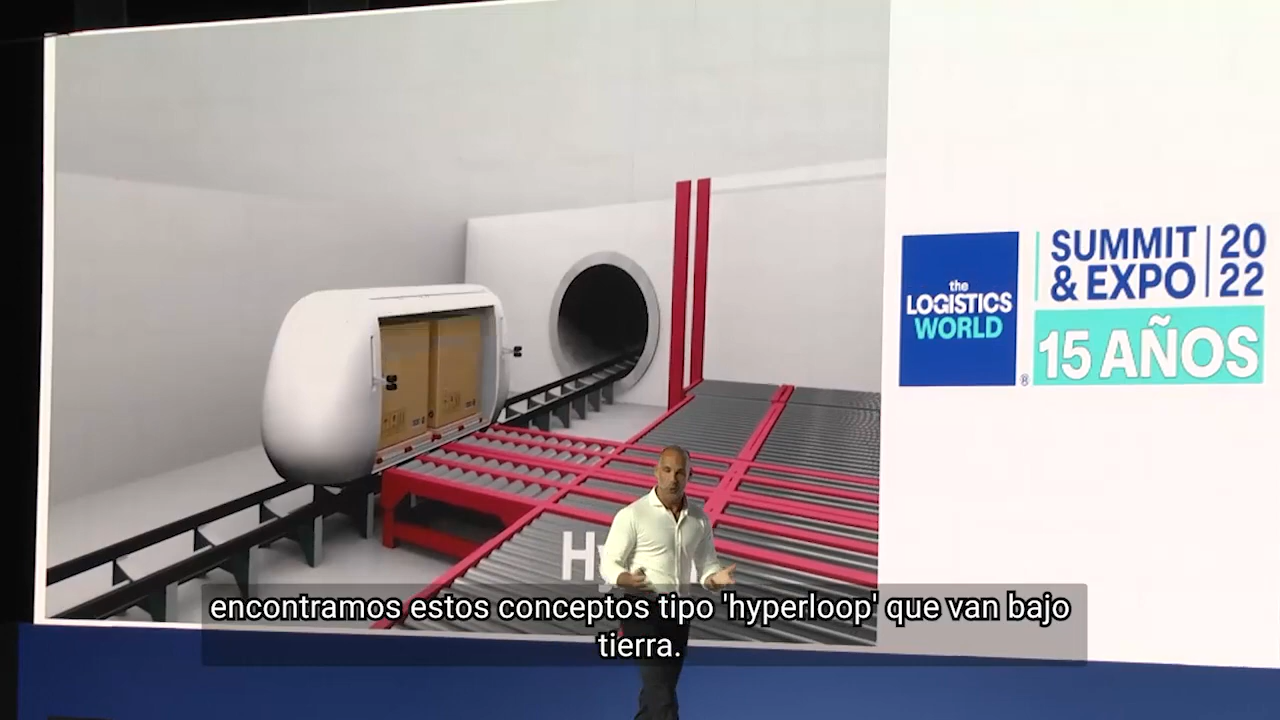 the
LOGISTICS
WORLD
®
SUMMIT
& EXPO
20
22
15 AÑOS
encontramos estos conceptos tipo 'hyperloop' que van bajo
tierra.